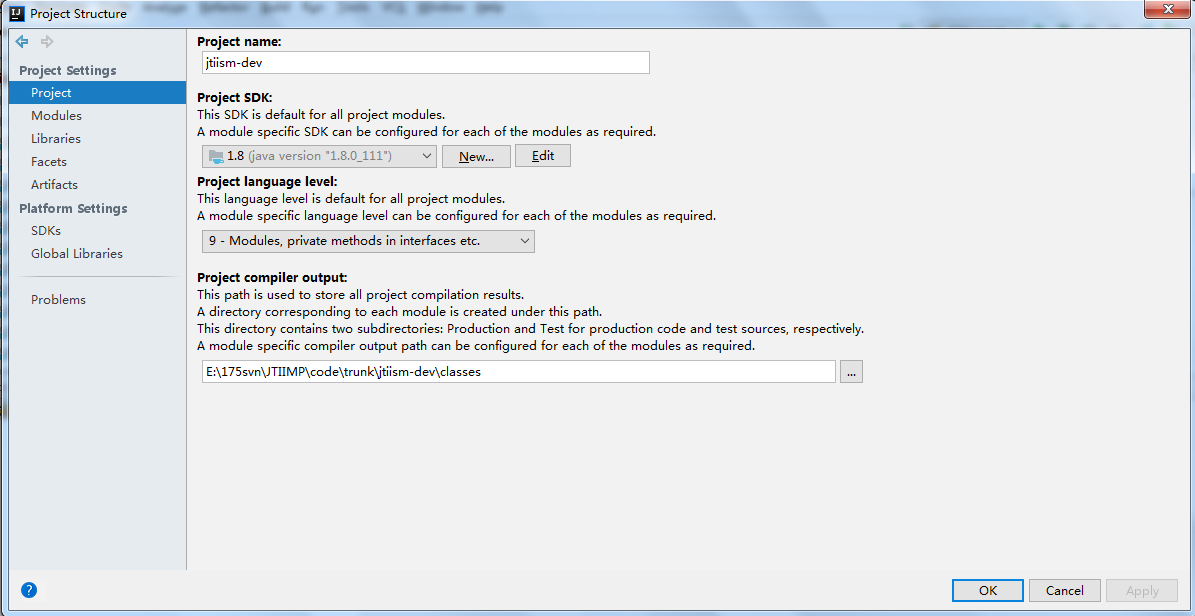 Project Structure
Project Settings
Project
Modules
Libraries
Facets
Artifacts
Platform Settings
SDKs
Global Libraries
Problems
Project name:
jtiism-dev
Project SDK:
This SDK is default for all project modules.
A module specific SDK can be configured for each of the modules as required.
1.8 (java version "1.8.0_111")
New...
Edit
Project language level:
This language level is default for all project modules.
A module specific language level can be configured for each of the modules as required.
9 - Modules, private methods in interfaces etc.
Project compiler output:
This path is used to store all project compilation results.
A directory corresponding to each module is created under this path.
This directory contains two subdirectories: Production and Test for production code and test sources, respectively.
A module specific compiler output path can be configured for each of the modules as required.
E:\175svn\JTIIMP\code\trunk\jtiism-dev\classes
...
?
OK
Cancel
Apply